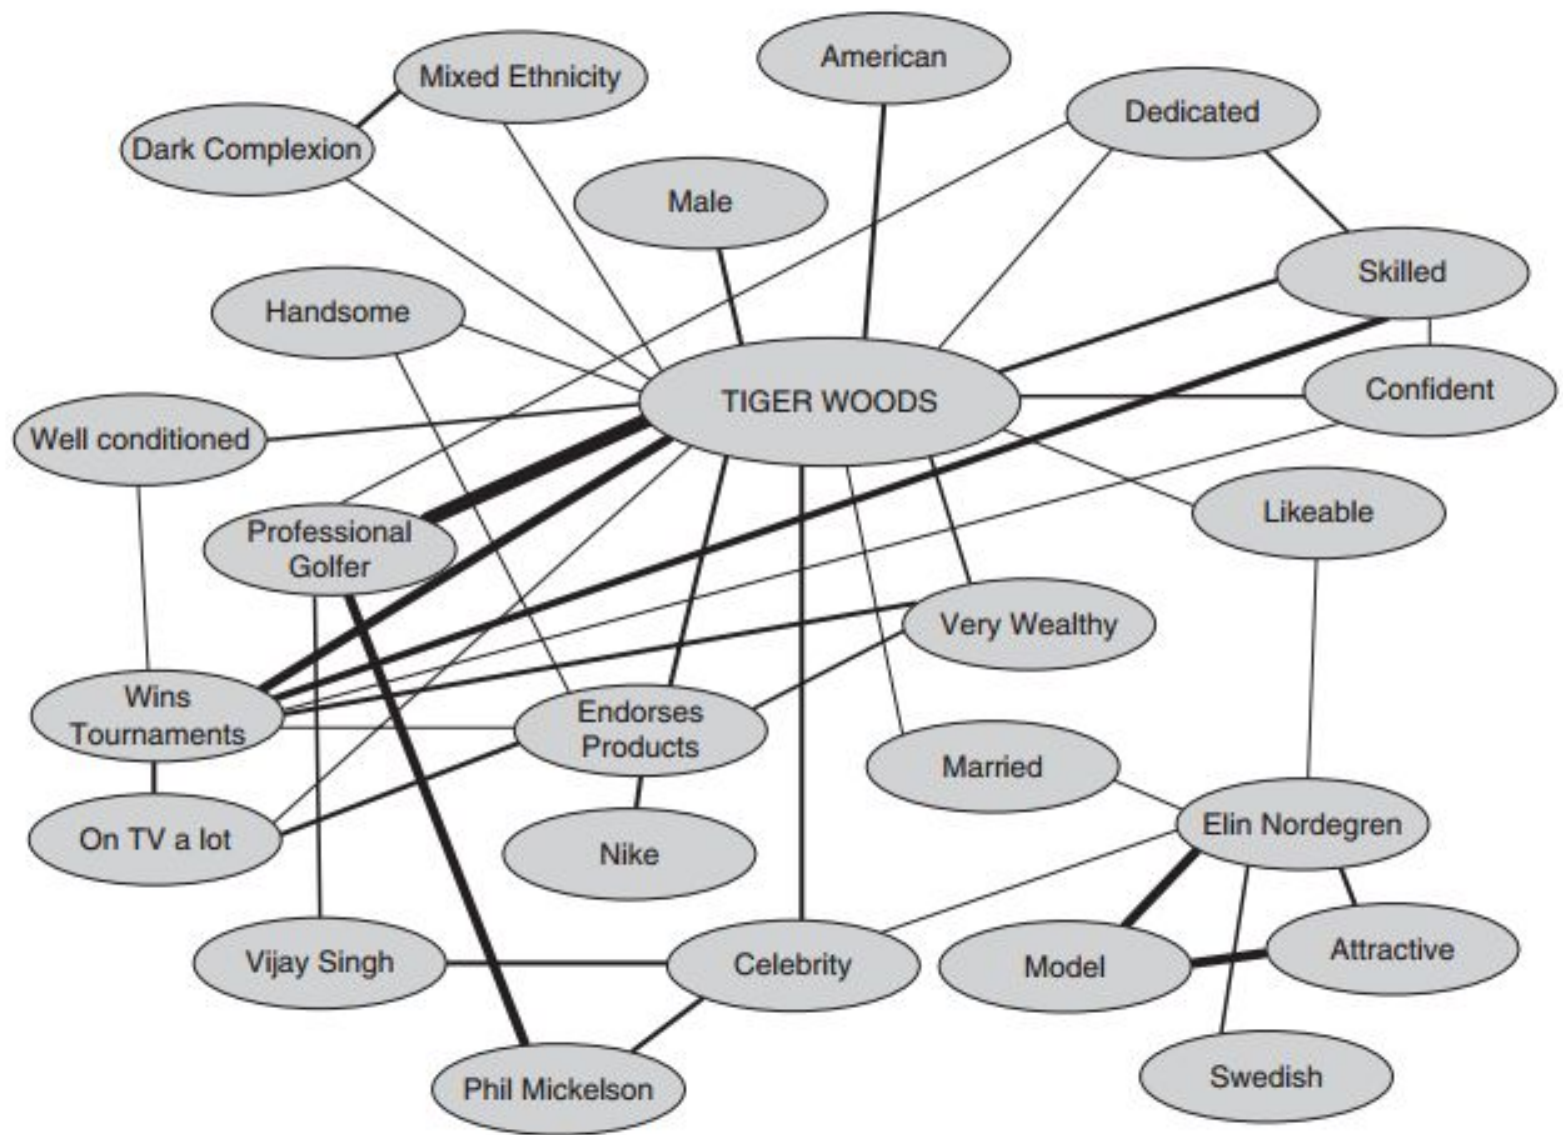 American
Mixed Ethnicity
Dedicated
Dark Complexion
Male
Skilled
Handsome
TIGER WOODS
Confident
Well conditioned
Likeable
Professional
Golfer
Very Wealthy
Wins
Tournaments
Endorses
Products
Married
Elin Nordegren
On TV a lot
Nike
Attractive
Vijay Singh
Celebrity
Model
Swedish
Phil Mickelson